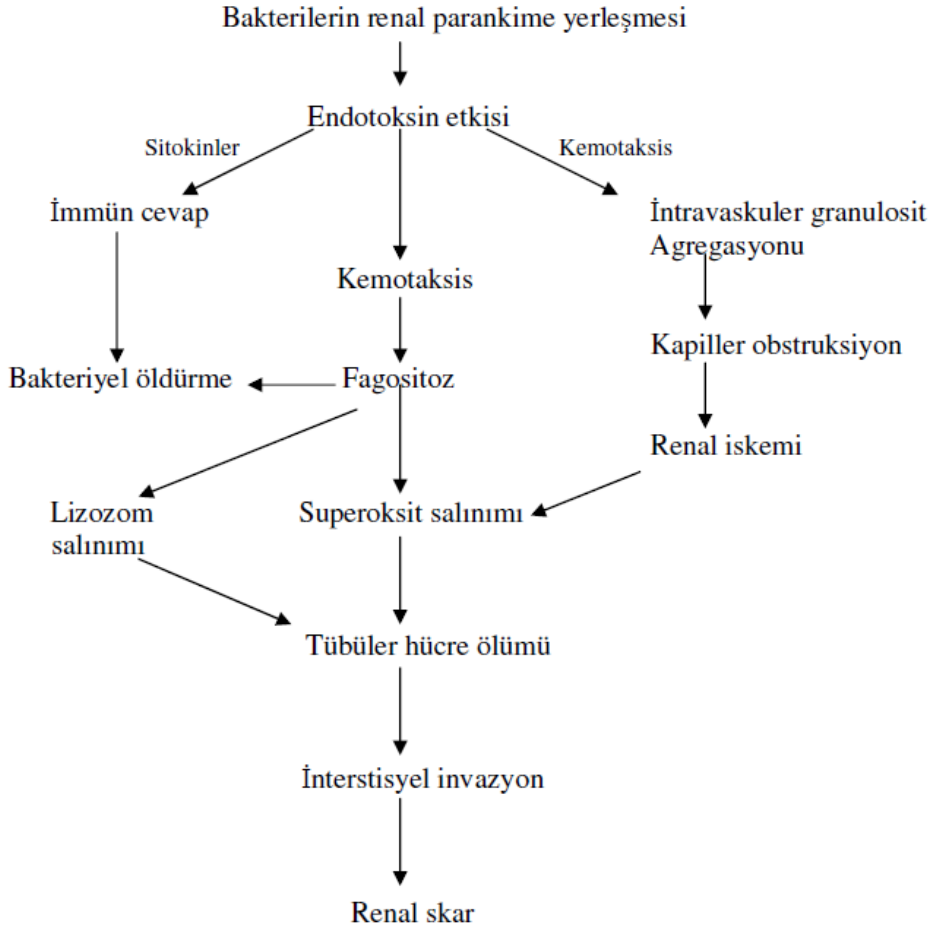 Bakterilerin renal parankime yerleşmesi
Endotoksin etkisi
Sitokinler
Kemotaksis
İmmün cevap
İntravaskuler granulosit
Agregasyonu
Kemotaksis
Kapiller obstruksiyon
Bakteriyel öldürme
Fagositoz
Renal iskemi
Lizozom
salınımı
Superoksit salınımı
Tübüler hücre ölümü
İnterstisyel invazyon
Renal skar